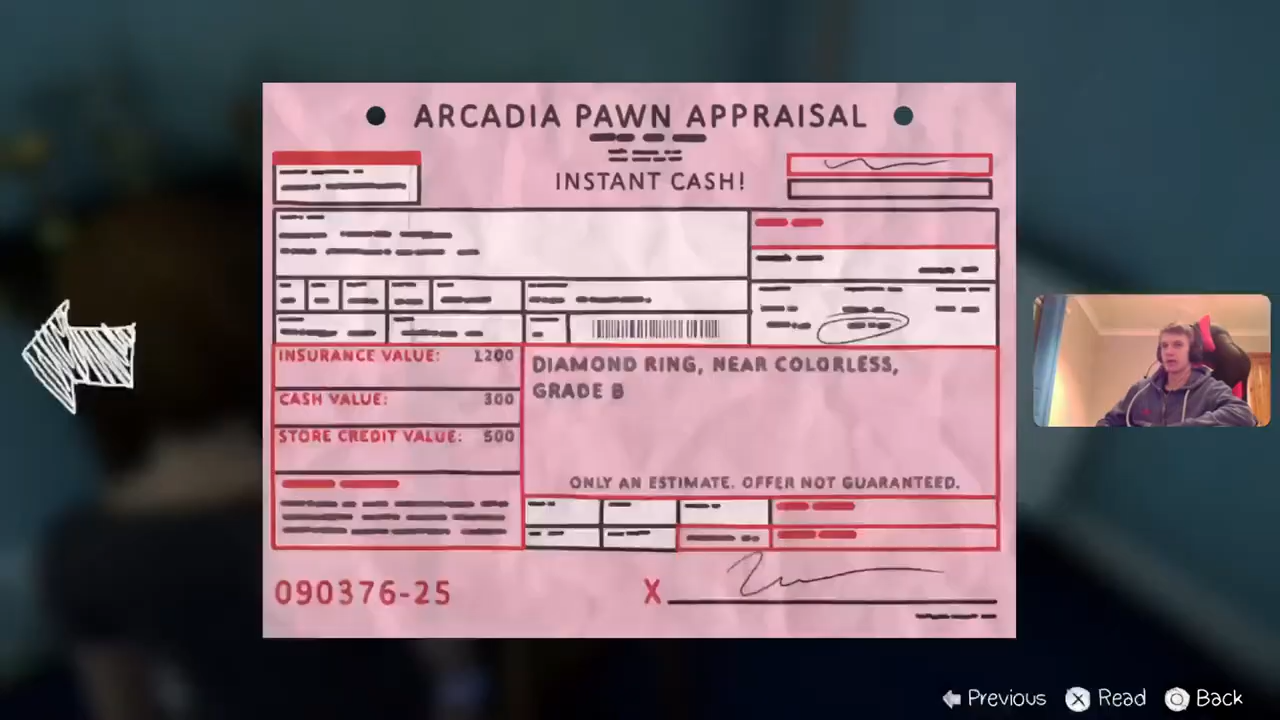 ARCADIA PAWN APPRAISAL
INSTANT CASH!
INSURANCE VALUE: 1200
CASH VALUE: 300
STORE CREDIT VALUE: 500
DIAMOND RING, NEAR COLORLESS,
GRADE B
ONLY AN ESTIMATE. OFFER NOT GUARANTEED.
090376-25
X
Previous Read Back